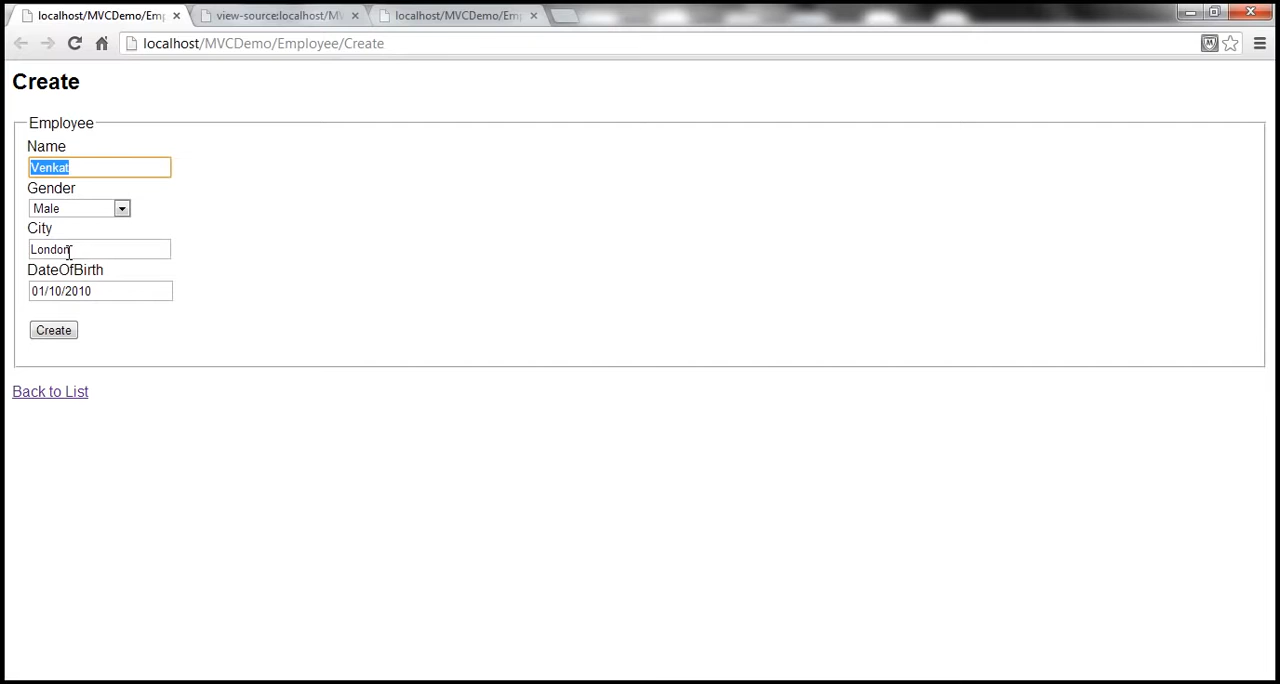 localhost/MVCDemo/Em
view-source:localhost/M
localhost/MVCDemo/Em
localhost/MVCDemo/Employee/Create
Create
Employee
Name
Venkat
Gender
Male
City
London
DateOfBirth
01/10/2010
Create
Back to List